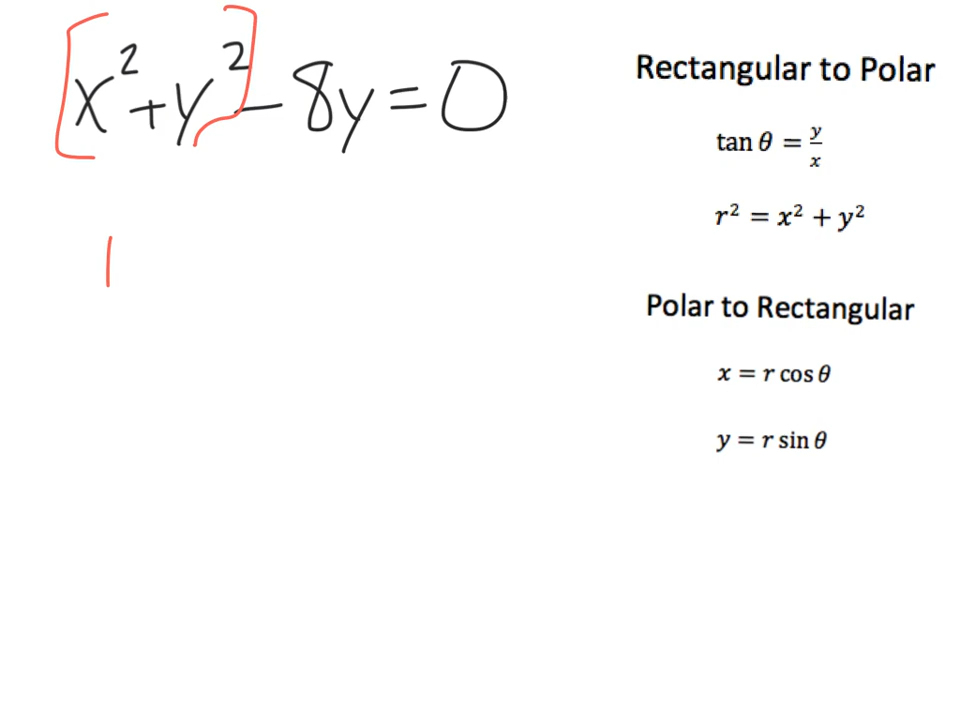 [x² + y²] - 8y = 0
Rectangular to Polar
tan θ = y/x
r² = x² + y²
Polar to Rectangular
x = r cos θ
y = r sin θ